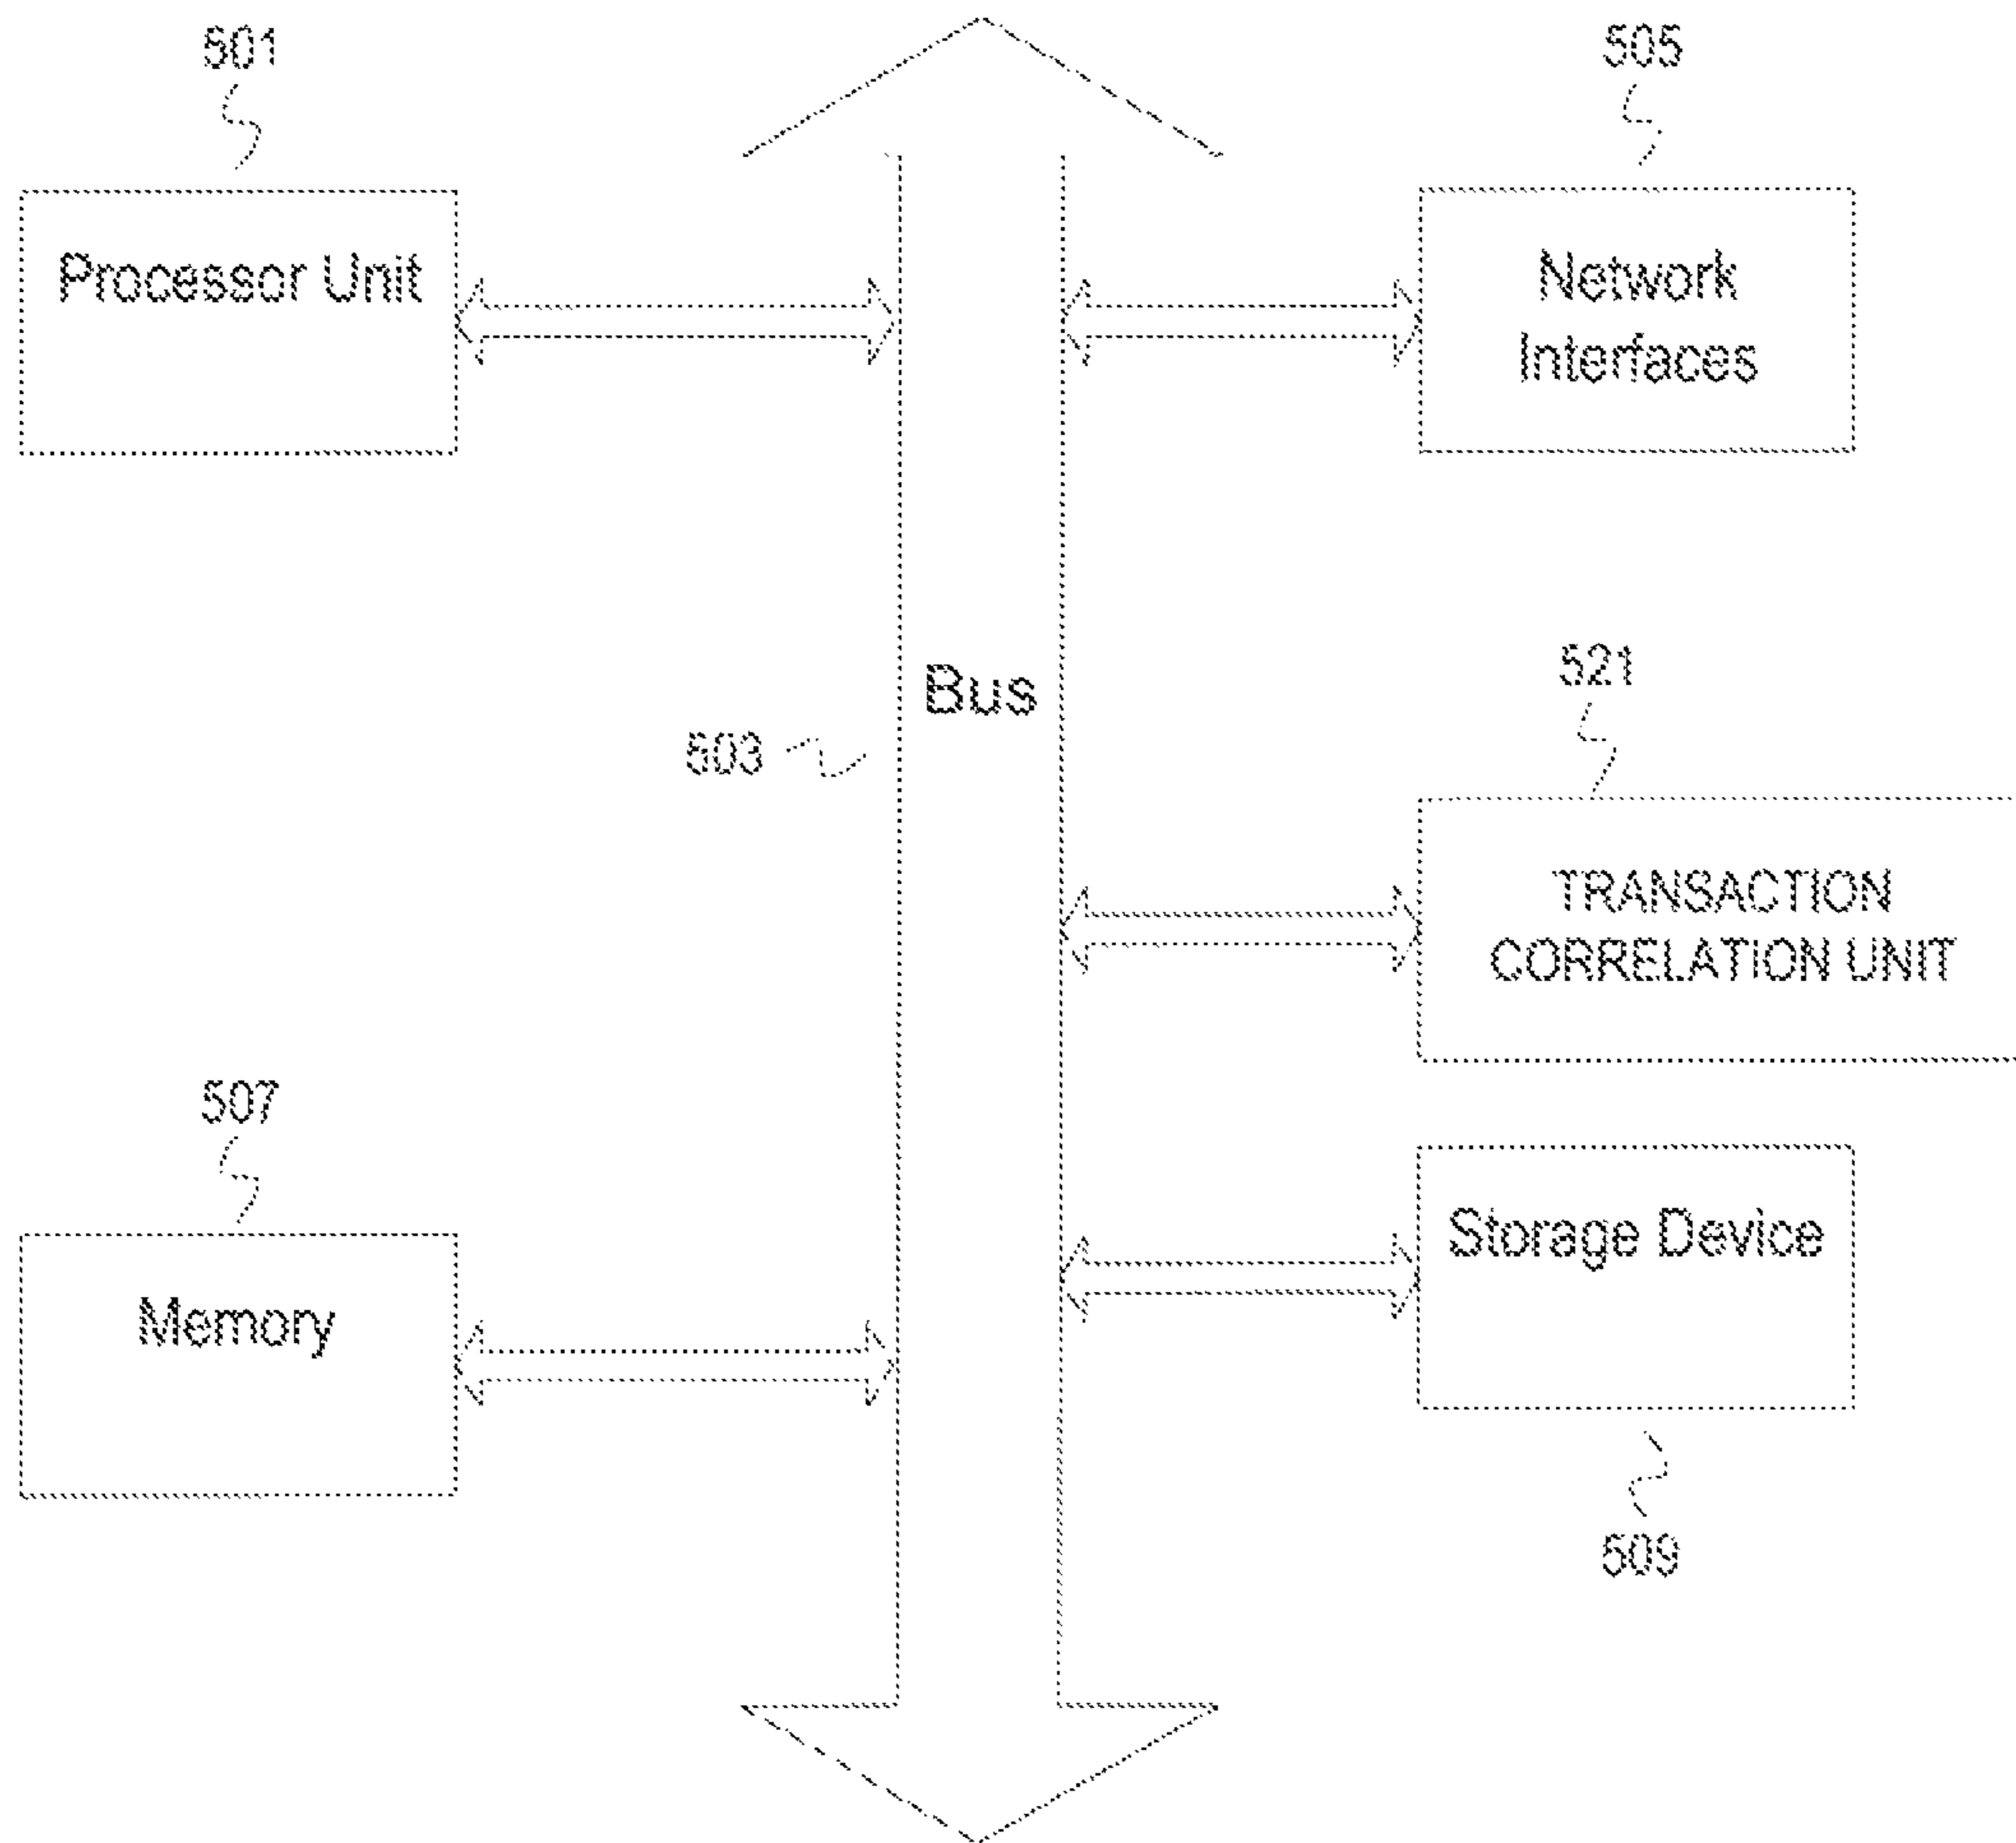 501
505
Processor Unit
Network
Interfaces
521
Bus
503
TRANSACTION
CORRELATION UNIT
507
Storage Device
Memory
509